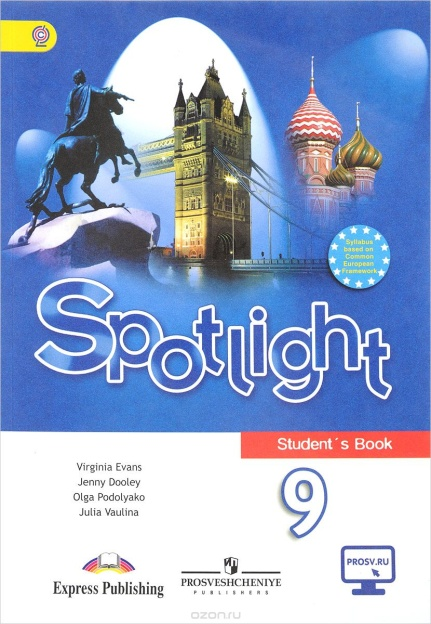 Syllabus
based on
Common
European
Framework
Spotlight
Student´s Book
9
Virginia Evans
Jenny Dooley
Olga Podolyako
Julia Vaulina
Express Publishing
PROSVESHCHENIYE
PUBLISHERS
PROSV.RU
ozon.ru